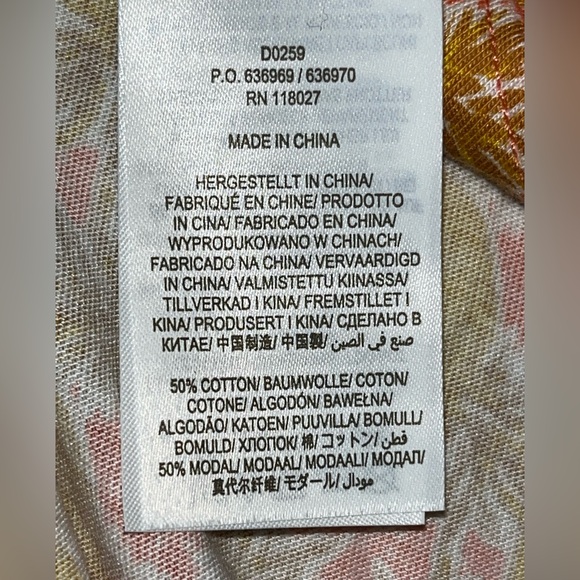 D0259
P.O. 636969 / 636970
RN 118027
MADE IN CHINA
HERGESTELLT IN CHINA/
FABRIQUÉ EN CHINE/ PRODOTTO
IN CINA/ FABRICADO EN CHINA/
WYPRODUKOWANO W CHINACH/
FABRICADO NA CHINA/ VERVAARDIGD
IN CHINA/ VALMISTETTU KIINASSA/
TILLVERKAD I KINA/ FREMSTILLET I
KINA/ PRODUSERT I KINA/ СДЕЛАНО В
КИТАЕ/ 中国制造/ 中国製/ صنع في الصين
50% COTTON/ BAUMWOLLE/ COTON/
COTONE/ ALGODÓN/ BAWEŁNA/
ALGODÃO/ KATOEN/ PUUVILLA/ BOMULL/
BOMULD/ ХЛОПОК/ 棉/ コットン/ قطن/
50% MODAL/ MODAAL/ MODAALI/ МОДАЛ/
莫代尔纤维/ モダール/ مودال/